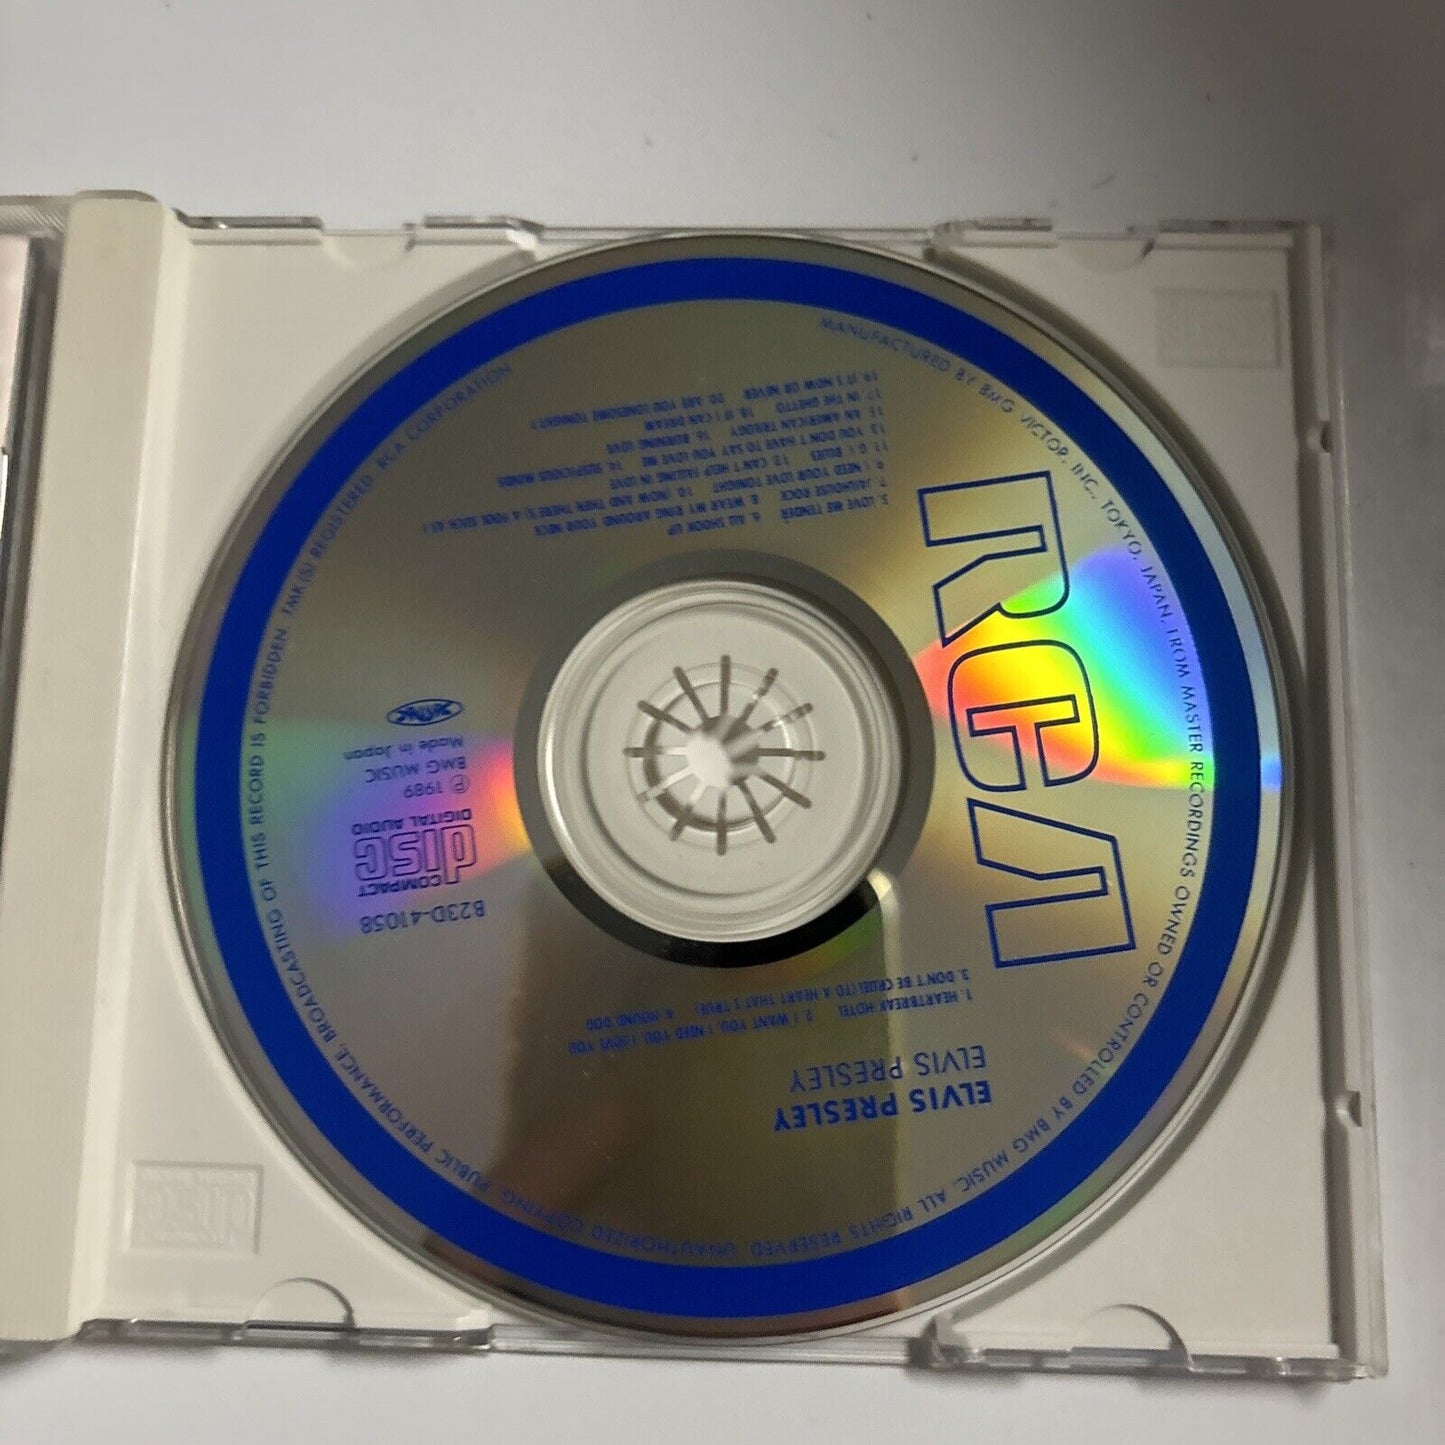 ELVIS PRESLEY
ELVIS PRESLEY
1. HEARTBREAK HOTEL 2. I WANT YOU, I NEED YOU, I LOVE YOU
3. DON'T BE CRUEL (TO A HEART THAT'S TRUE) 4. HOUND DOG
RCA
B23D-41058
COMPACT
disc
DIGITAL AUDIO
℗ 1989
BMG MUSIC
Made in Japan
5. LOVE ME TENDER 6. ALL SHOOK UP
7. JAILHOUSE ROCK 8. WEAR MY RING AROUND YOUR NECK
9. I NEED YOUR LOVE TONIGHT 10. (NOW AND THEN THERE'S) A FOOL SUCH AS I
11. G. I. BLUES 12. CAN'T HELP FALLING IN LOVE
13. YOU DON'T HAVE TO SAY YOU LOVE ME 14. SUSPICIOUS MINDS
15. AN AMERICAN TRILOGY 16. BURNING LOVE
17. IN THE GHETTO 18. IF I CAN DREAM
19. IT'S NOW OR NEVER 20. ARE YOU LONESOME TONIGHT?
MANUFACTURED BY BMG VICTOR, INC., TOKYO, JAPAN, FROM MASTER RECORDINGS OWNED OR CONTROLLED BY BMG MUSIC. ALL RIGHTS RESERVED. UNAUTHORIZED COPYING, PUBLIC PERFORMANCE, BROADCASTING OF THIS RECORD IS FORBIDDEN. TMK(S) REGISTERED RCA CORPORATION